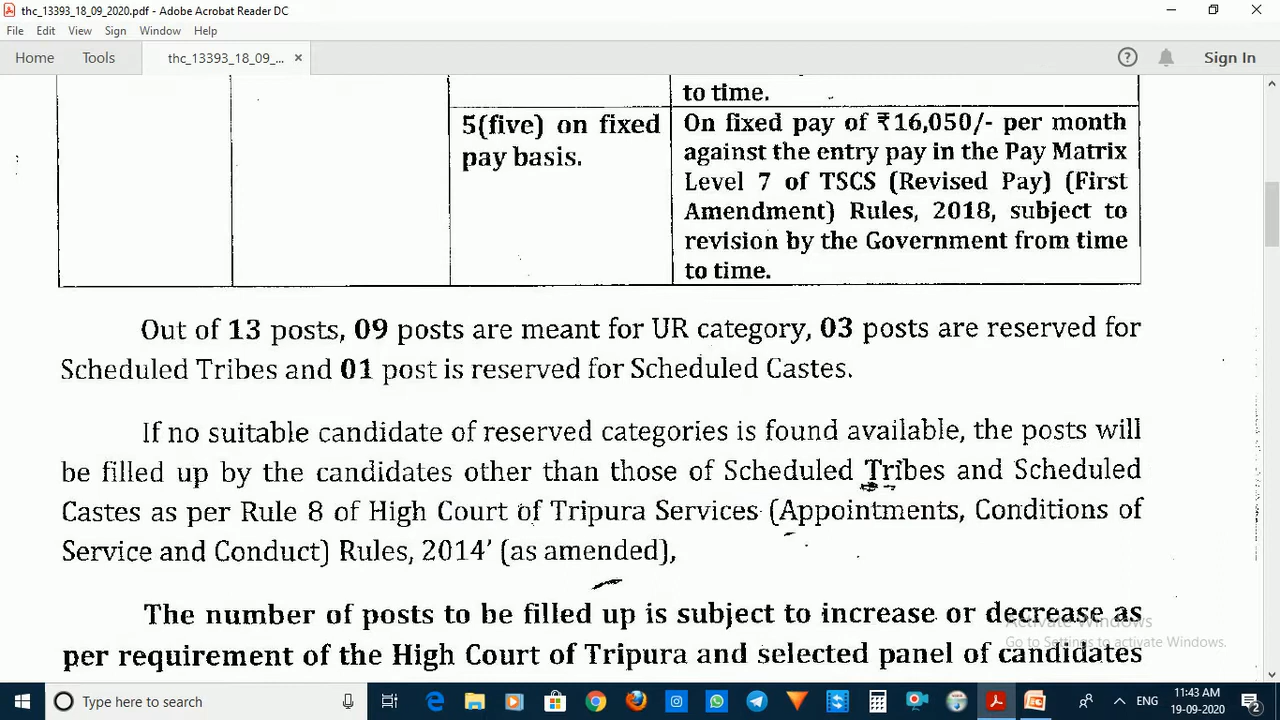 thc_13393_18_09_2020.pdf - Adobe Acrobat Reader DC
File Edit View Sign Window Help
Home Tools thc_13393_18_09_... × Sign In
to time.
5(five) on fixed
pay basis.
On fixed pay of ₹16,050/- per month
against the entry pay in the Pay Matrix
Level 7 of TSCS (Revised Pay) (First
Amendment) Rules, 2018, subject to
revision by the Government from time
to time.
Out of 13 posts, 09 posts are meant for UR category, 03 posts are reserved for
Scheduled Tribes and 01 post is reserved for Scheduled Castes.
If no suitable candidate of reserved categories is found available, the posts will
be filled up by the candidates other than those of Scheduled Tribes and Scheduled
Castes as per Rule 8 of High Court of Tripura Services (Appointments, Conditions of
Service and Conduct) Rules, 2014’ (as amended),
The number of posts to be filled up is subject to increase or decrease as
per requirement of the High Court of Tripura and selected panel of candidates
Activate Windows
Go to Settings to activate Windows.
Type here to search
ENG
11:43 AM
19-09-2020
2